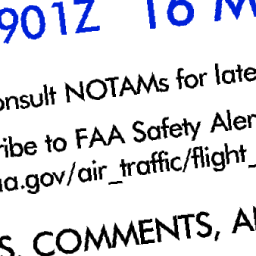 901Z 16 M
onsult NOTAMs for late
ribe to FAA Safety Aler
aa.gov/air_traffic/flight_
S, COMMENTS, A